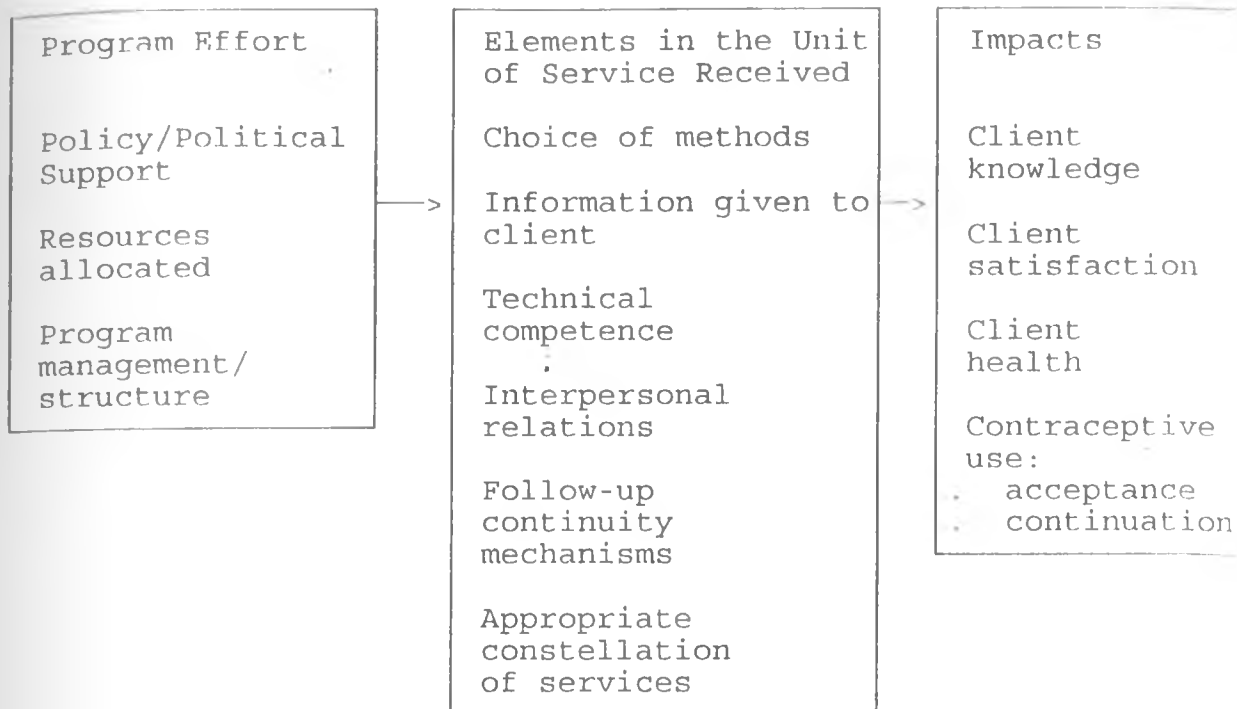 Program Effort
Policy/Political
Support
Resources
allocated
Program
management/
structure
Elements in the Unit
of Service Received
Choice of methods
Information given to
client
Technical
competence
Interpersonal
relations
Follow-up
continuity
mechanisms
Appropriate
constellation
of services
Impacts
Client
knowledge
Client
satisfaction
Client
health
Contraceptive
use:
. acceptance
. continuation